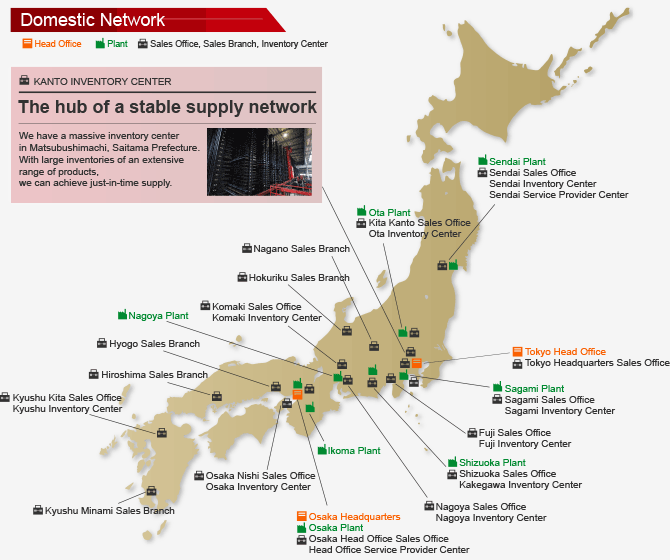 Domestic Network
Head Office
Plant
Sales Office, Sales Branch, Inventory Center
KANTO INVENTORY CENTER
The hub of a stable supply network
We have a massive inventory center
in Matsubushimachi, Saitama Prefecture.
With large inventories of an extensive
range of products,
we can achieve just-in-time supply.
Sendai Plant
Sendai Sales Office
Sendai Inventory Center
Sendai Service Provider Center
Ota Plant
Kita Kanto Sales Office
Ota Inventory Center
Nagano Sales Branch
Hokuriku Sales Branch
Komaki Sales Office
Komaki Inventory Center
Nagoya Plant
Hyogo Sales Branch
Hiroshima Sales Branch
Kyushu Kita Sales Office
Kyushu Inventory Center
Tokyo Head Office
Tokyo Headquarters Sales Office
Sagami Plant
Sagami Sales Office
Sagami Inventory Center
Fuji Sales Office
Fuji Inventory Center
Ikoma Plant
Shizuoka Plant
Shizuoka Sales Office
Kakegawa Inventory Center
Osaka Nishi Sales Office
Osaka Inventory Center
Kyushu Minami Sales Branch
Nagoya Sales Office
Nagoya Inventory Center
Osaka Headquarters
Osaka Plant
Osaka Head Office Sales Office
Head Office Service Provider Center